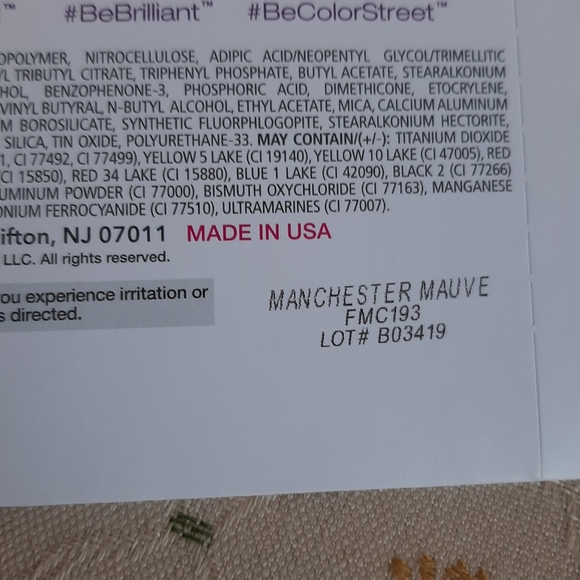 ™ #BeBrilliant™ #BeColorStreet™
OPOLYMER, NITROCELLULOSE, ADIPIC ACID/NEOPENTYL GLYCOL/TRIMELLITIC
YL TRIBUTYL CITRATE, TRIPHENYL PHOSPHATE, BUTYL ACETATE, STEARALKONIUM
HOL, BENZOPHENONE-3, PHOSPHORIC ACID, DIMETHICONE, ETOCRYLENE,
VINYL BUTYRAL, N-BUTYL ALCOHOL, ETHYL ACETATE, MICA, CALCIUM ALUMINUM
M BOROSILICATE, SYNTHETIC FLUORPHLOGOPITE, STEARALKONIUM HECTORITE,
SILICA, TIN OXIDE, POLYURETHANE-33. MAY CONTAIN/(+/-): TITANIUM DIOXIDE
1, CI 77492, CI 77499), YELLOW 5 LAKE (CI 19140), YELLOW 10 LAKE (CI 47005), RED
CI 15850), RED 34 LAKE (CI 15880), BLUE 1 LAKE (CI 42090), BLACK 2 (CI 77266)
UMINUM POWDER (CI 77000), BISMUTH OXYCHLORIDE (CI 77163), MANGANESE
ONIUM FERROCYANIDE (CI 77510), ULTRAMARINES (CI 77007).
lifton, NJ 07011 MADE IN USA
LLC. All rights reserved.
you experience irritation or
s directed.
MANCHESTER MAUVE
FMC193
LOT# B03419